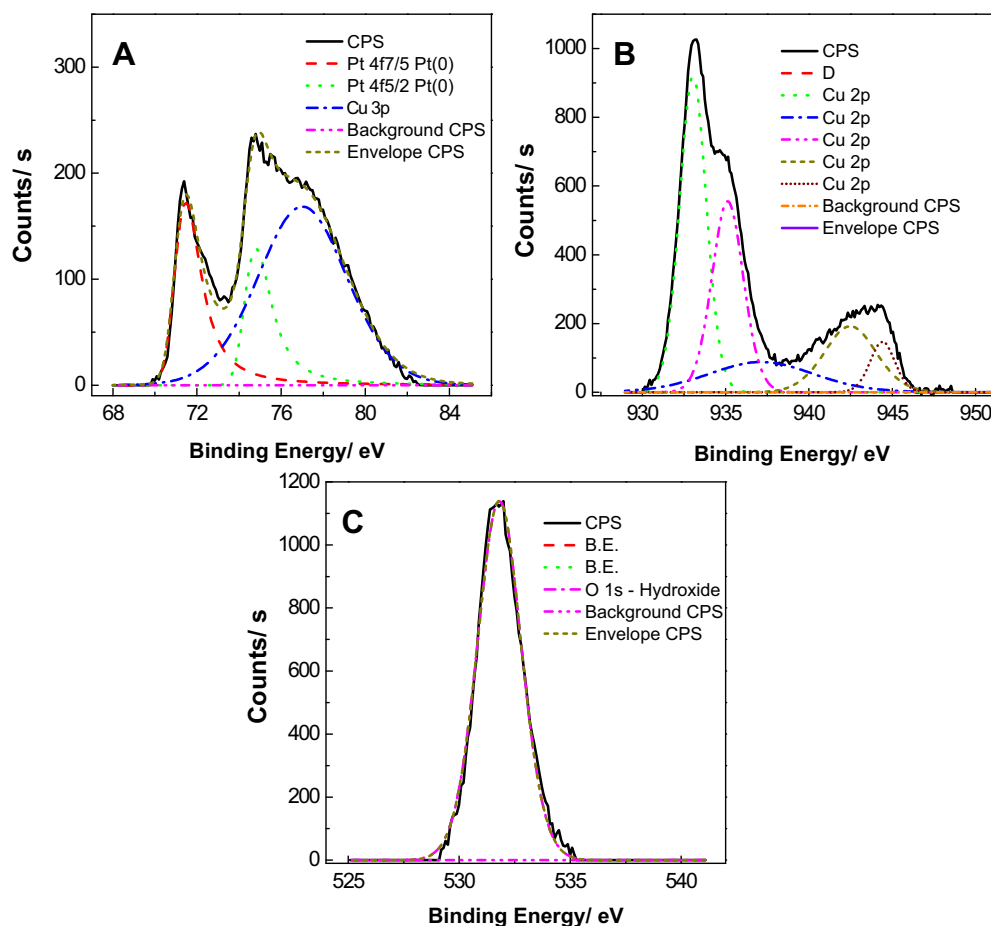 A
CPS
Pt 4f7/5 Pt(0)
Pt 4f5/2 Pt(0)
Cu 3p
Background CPS
Envelope CPS
Counts/ s
300
200
100
0
68 72 76 80 84
Binding Energy/ eV
B
CPS
D
Cu 2p
Cu 2p
Cu 2p
Cu 2p
Cu 2p
Background CPS
Envelope CPS
Counts/ s
1000
800
600
400
200
0
930 935 940 945 950
Binding Energy/ eV
C
CPS
B.E.
B.E.
O 1s - Hydroxide
Background CPS
Envelope CPS
Counts/ s
1200
1000
800
600
400
200
0
525 530 535 540
Binding Energy/ eV